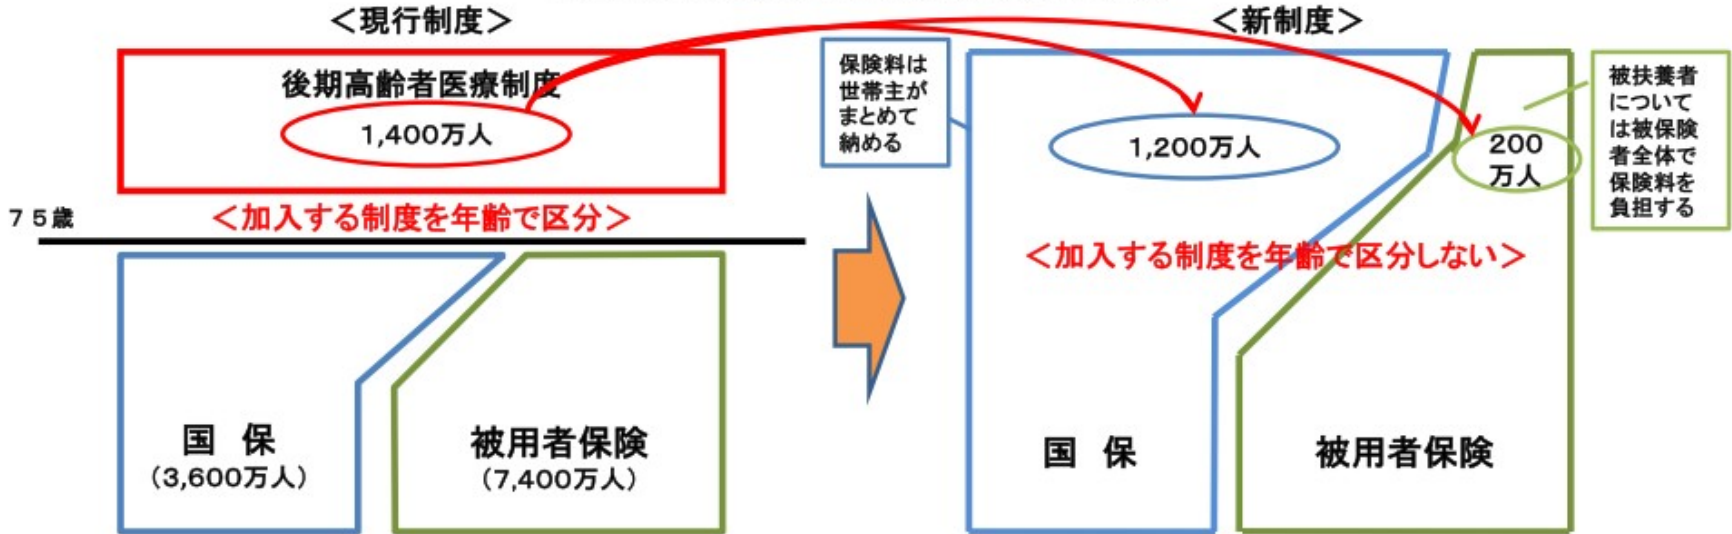 ＜現行制度＞
後期高齢者医療制度
1,400万人
７５歳
＜加入する制度を年齢で区分＞
国　保
（3,600万人）
被用者保険
（7,400万人）
＜新制度＞
保険料は
世帯主が
まとめて
納める
1,200万人
200
万人
被扶養者
について
は被保険
者全体で
保険料を
負担する
＜加入する制度を年齢で区分しない＞
国　保
被用者保険